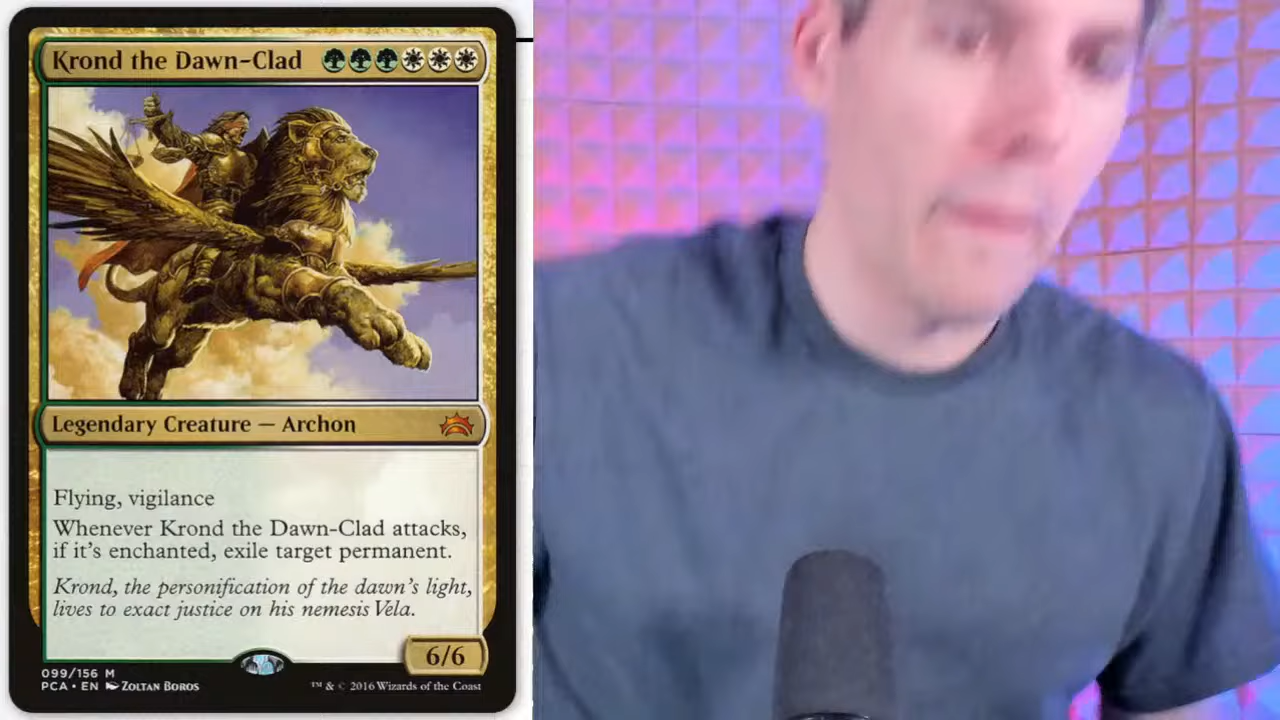 Krond the Dawn-Clad
Legendary Creature — Archon
Flying, vigilance
Whenever Krond the Dawn-Clad attacks,
if it's enchanted, exile target permanent.
Krond, the personification of the dawn's light,
lives to exact justice on his nemesis Vela.
6/6
099/156 M
PCA • EN Zoltan Boros
™ & © 2016 Wizards of the Coast